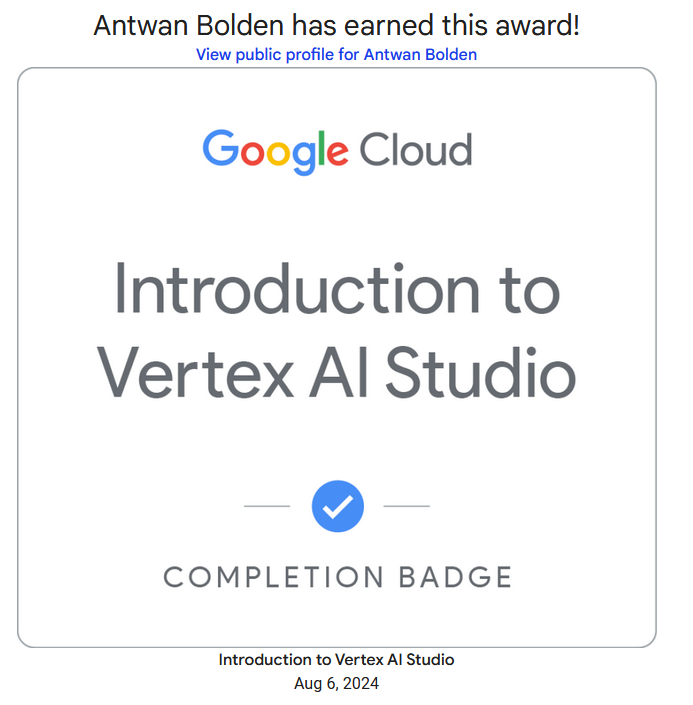 Antwan Bolden has earned this award!
View public profile for Antwan Bolden
Google Cloud
Introduction to
Vertex AI Studio
COMPLETION BADGE
Introduction to Vertex AI Studio
Aug 6, 2024